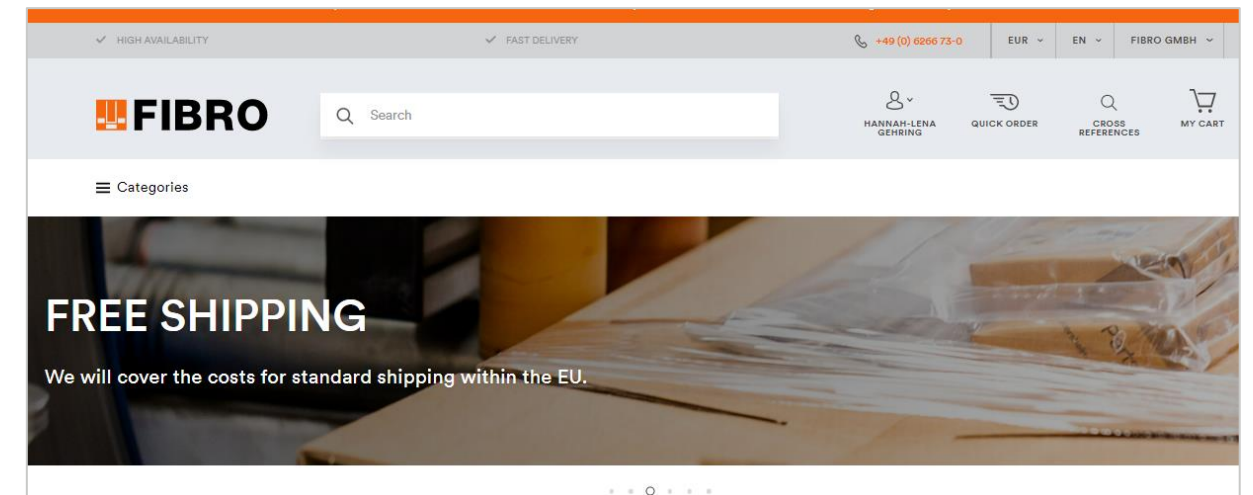 HIGH AVAILABILITY
FAST DELIVERY
+49 (0) 6266 73-0
EUR
EN
FIBRO GMBH
FIBRO
Search
HANNAH-LENA
GEHRING
QUICK ORDER
CROSS
REFERENCES
MY CART
Categories
FREE SHIPPING
We will cover the costs for standard shipping within the EU.